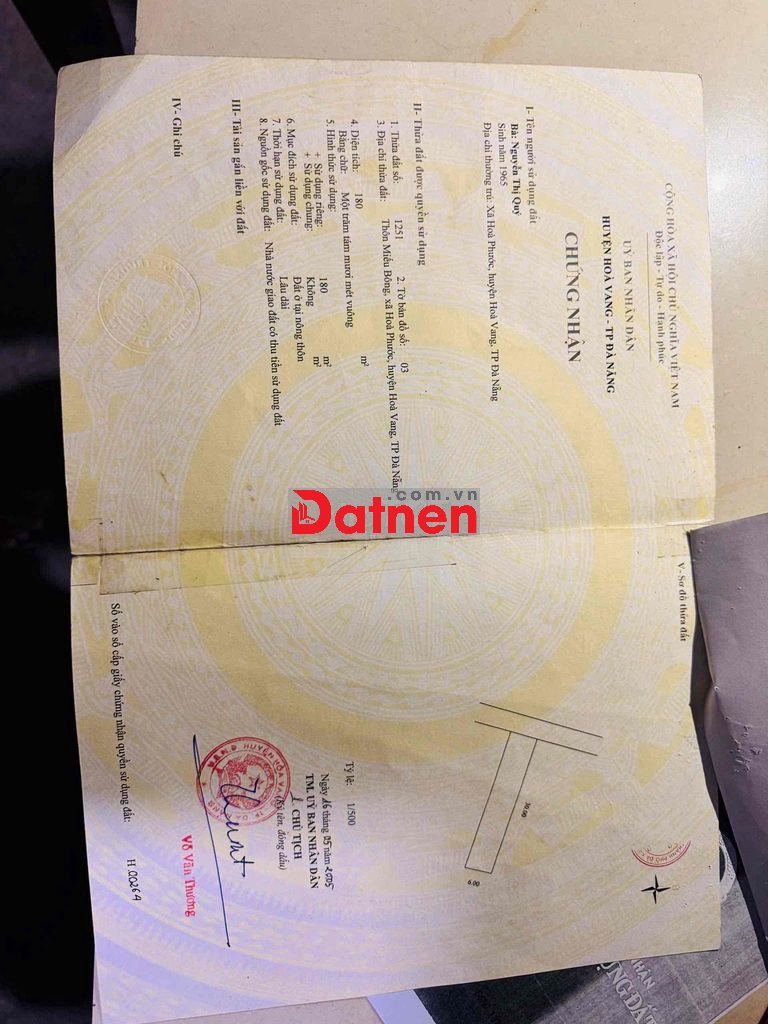 CỘNG HÒA XÃ HỘI CHỦ NGHĨA VIỆT NAM
Độc lập - Tự do - Hạnh phúc
UỶ BAN NHÂN DÂN
HUYỆN HOÀ VANG - TP ĐÀ NẴNG
CHỨNG NHẬN
I- Tên người sử dụng đất
Bà: Nguyễn Thị Quý
Sinh năm 1965
Địa chỉ thường trú: Xã Hoà Phước, huyện Hoà Vang, TP Đà Nẵng
II- Thửa đất được quyền sử dụng
1. Thửa đất số: 1251 2. Tờ bản đồ số: 03
3. Địa chỉ thửa đất: Thôn Miếu Bông, xã Hoà Phước, huyện Hoà Vang, TP Đà Nẵng
4. Diện tích: 180 m²
Bằng chữ: Một trăm tám mươi mét vuông
5. Hình thức sử dụng:
+ Sử dụng riêng: 180 m²
+ Sử dụng chung: Không m²
6. Mục đích sử dụng đất: Đất ở tại nông thôn
7. Thời hạn sử dụng đất: Lâu dài
8. Nguồn gốc sử dụng đất: Nhà nước giao đất có thu tiền sử dụng đất
III- Tài sản gắn liền với đất
IV- Ghi chú
.com.vn
Datnen
V- Sơ đồ thửa đất
30.00
6.00
Tỷ lệ: 1/500
Ngày 16 tháng 05 năm 2005
TM. UỶ BAN NHÂN DÂN
CHỦ TỊCH
(Ký tên, đóng dấu)
Võ Văn Thương
Số vào sổ cấp giấy chứng nhận quyền sử dụng đất: H 00264